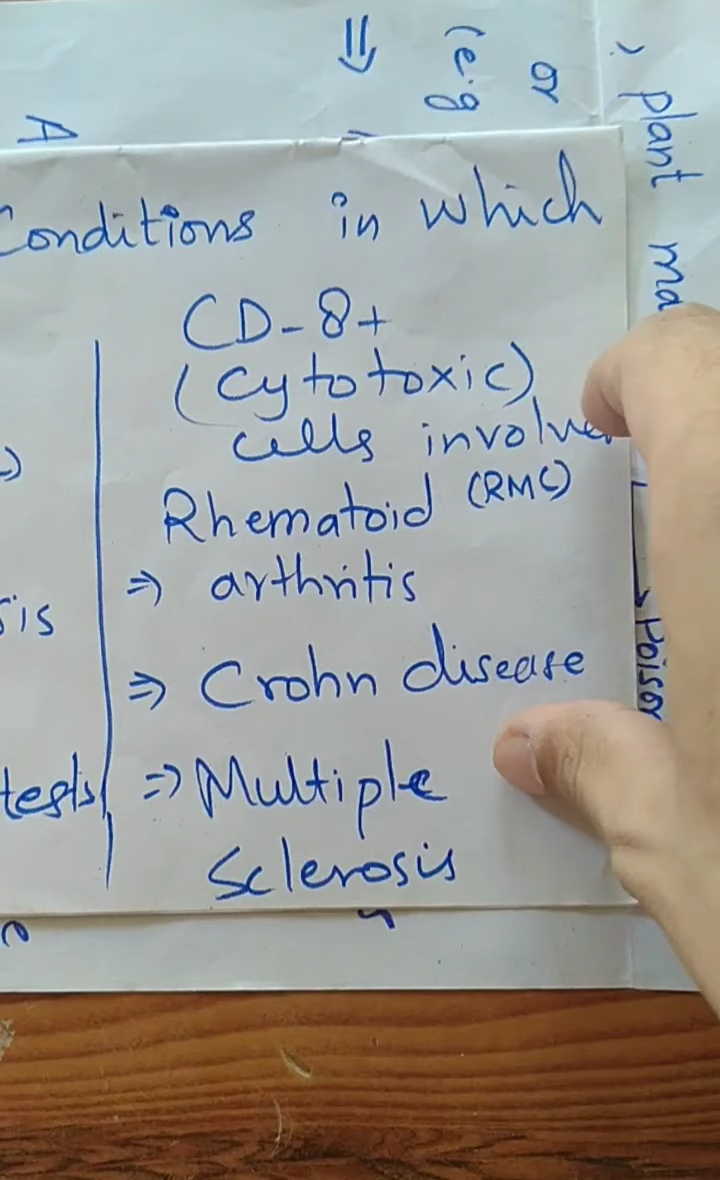 ⇒
(e.g
or
plant
A
Conditions in which
CD-8+
(cytotoxic)
cells involve
Rhematoid (RMC)
⇒ arthritis
⇒ Crohn disease
sis
tests
⇒ Multiple
Sclerosis